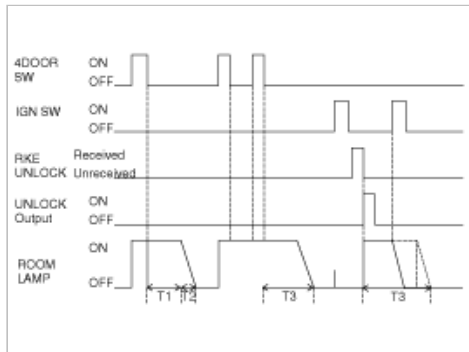 4DOOR ON
SW OFF
IGN SW ON
OFF
RKE Received
UNLOCK Unreceived
UNLOCK ON
Output OFF
ROOM ON
LAMP OFF
T1 T2 T3 T3